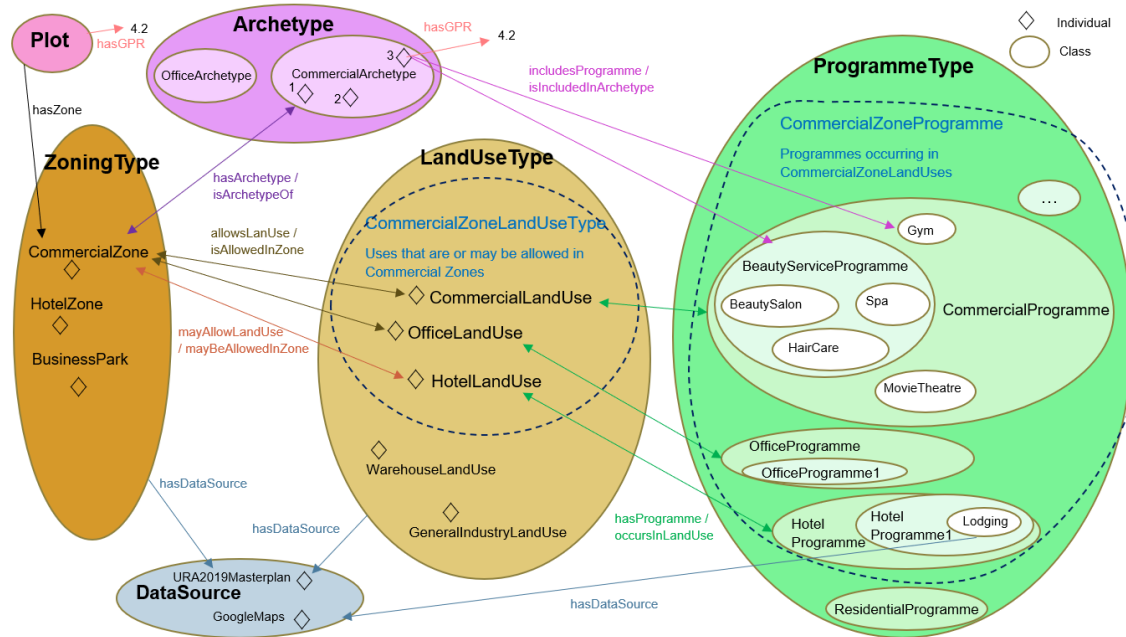 Plot
hasGPR
4.2
Archetype
OfficeArchetype
CommercialArchetype
1
2
3
hasGPR
4.2
Individual
Class
hasZone
ZoningType
CommercialZone
HotelZone
BusinessPark
hasArchetype /
isArchetypeOf
allowsLanUse /
isAllowedInZone
mayAllowLandUse
/ mayBeAllowedInZone
LandUseType
CommercialZoneLandUseType
Uses that are or may be allowed in
Commercial Zones
CommercialLandUse
OfficeLandUse
HotelLandUse
WarehouseLandUse
GeneralIndustryLandUse
includesProgramme /
isIncludedInArchetype
ProgrammeType
CommercialZoneProgramme
Programmes occurring in
CommercialZoneLandUses
...
Gym
BeautyServiceProgramme
BeautySalon
Spa
HairCare
CommercialProgramme
MovieTheatre
OfficeProgramme
OfficeProgramme1
Hotel
Programme
Hotel
Programme1
Lodging
ResidentialProgramme
hasProgramme /
occursInLandUse
hasDataSource
hasDataSource
hasDataSource
URA2019Masterplan
DataSource
GoogleMaps